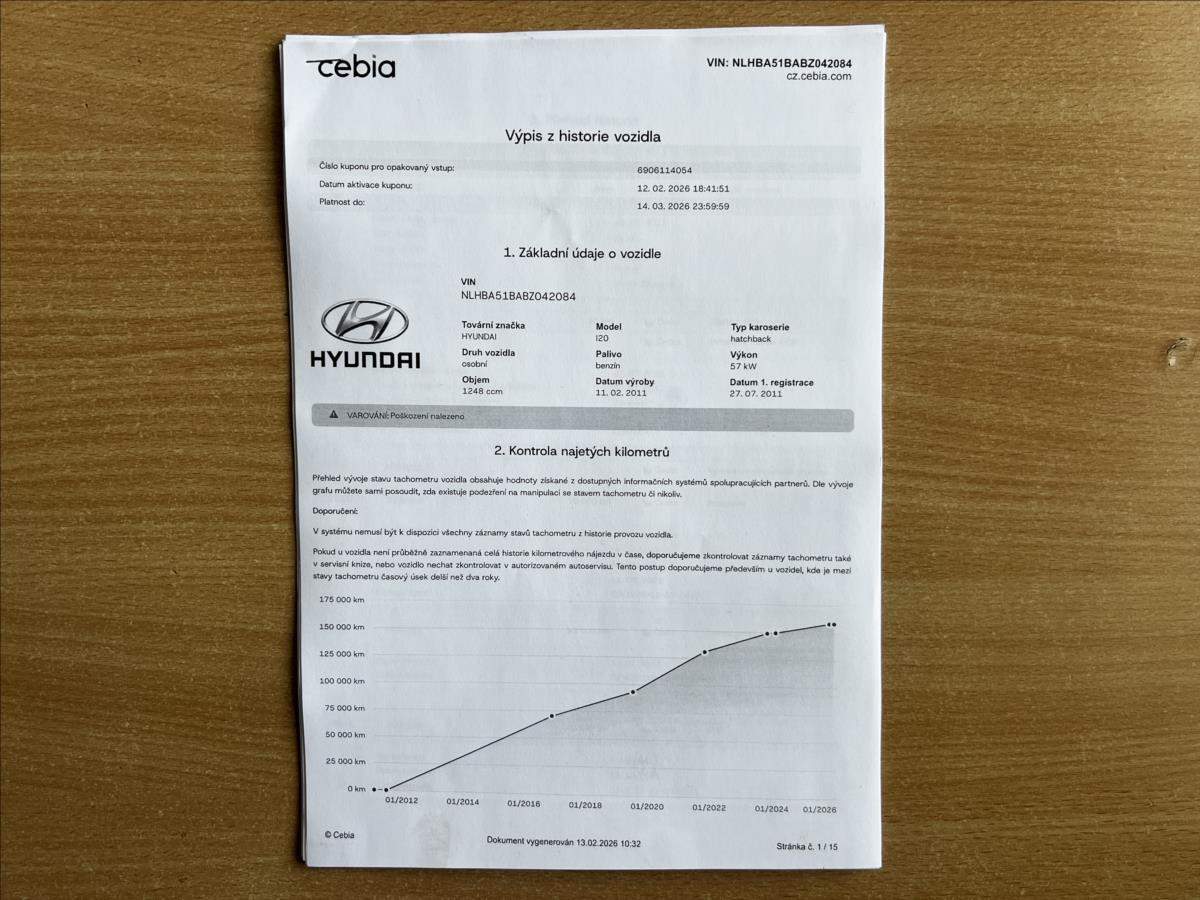 cebia
VIN: NLHBA51BABZ042084
cz.cebia.com
Výpis z historie vozidla
Číslo kuponu pro opakovaný vstup: 6906114054
Datum aktivace kuponu: 12. 02. 2026 18:41:51
Platnost do: 14. 03. 2026 23:59:59
1. Základní údaje o vozidle
VIN
NLHBA51BABZ042084
HYUNDAI
Tovární značka Model Typ karoserie
HYUNDAI I20 hatchback
Druh vozidla Palivo Výkon
osobní benzín 57 kW
Objem Datum výroby Datum 1. registrace
1248 ccm 11. 02. 2011 27. 07. 2011
VAROVÁNÍ: Poškození nalezeno
2. Kontrola najetých kilometrů
Přehled vývoje stavu tachometru vozidla obsahuje hodnoty získané z dostupných informačních systémů spolupracujících partnerů. Dle vývoje
grafu můžete sami posoudit, zda existuje podezření na manipulaci se stavem tachometru či nikoliv.
Doporučení:
V systému nemusí být k dispozici všechny záznamy stavů tachometru z historie provozu vozidla.
Pokud u vozidla není průběžně zaznamenaná celá historie kilometrového nájezdu v čase, doporučujeme zkontrolovat záznamy tachometru také
v servisní knize, nebo vozidlo nechat zkontrolovat v autorizovaném autoservisu. Tento postup doporučujeme především u vozidel, kde je mezi
stavy tachometru časový úsek delší než dva roky.
175 000 km
150 000 km
125 000 km
100 000 km
75 000 km
50 000 km
25 000 km
0 km
01/2012 01/2014 01/2016 01/2018 01/2020 01/2022 01/2024 01/2026
© Cebia
Dokument vygenerován 13.02.2026 10:32
Stránka č. 1 / 15